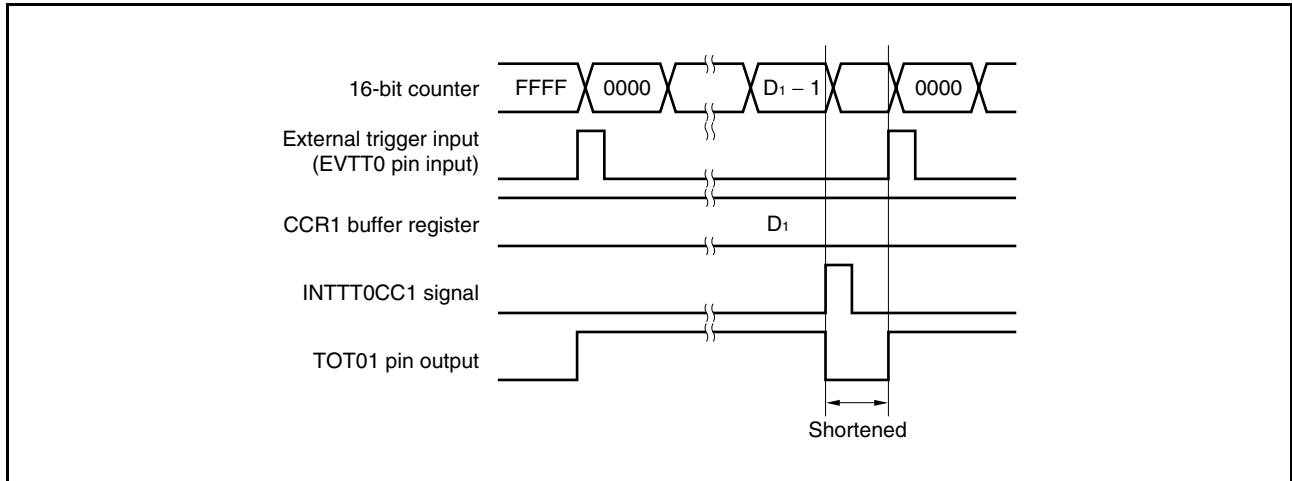 16-bit counter FFFF 0000 D₁ − 1 0000
External trigger input
(EVTT0 pin input)
CCR1 buffer register D₁
INTTT0CC1 signal
TOT01 pin output
Shortened